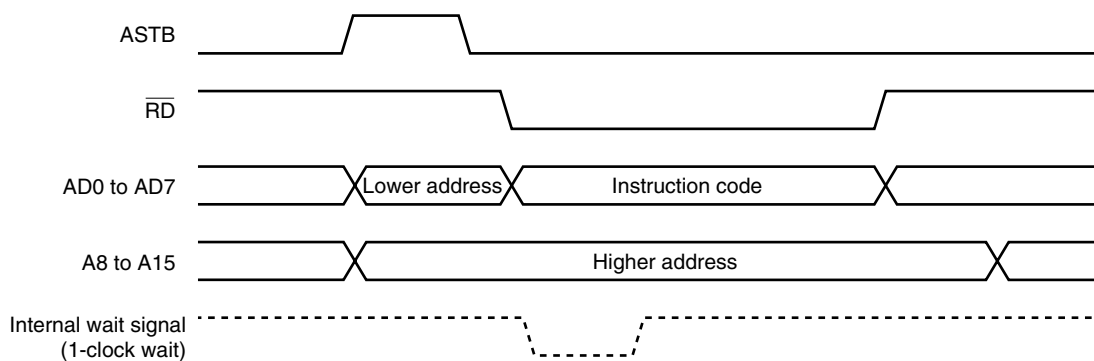 ASTB
RD
AD0 to AD7
Lower address
Instruction code
A8 to A15
Higher address
Internal wait signal
(1-clock wait)